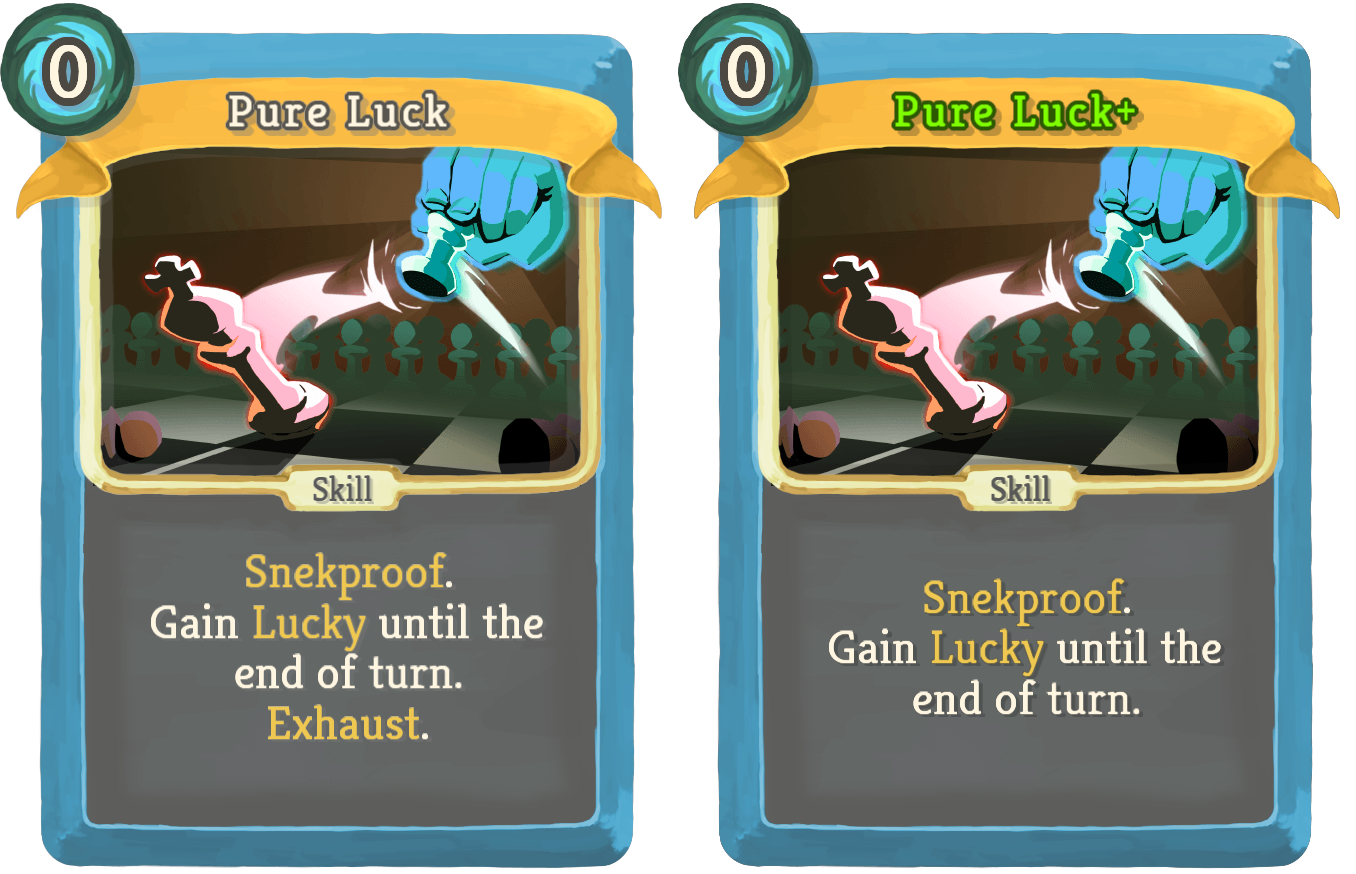 0
Pure Luck
Skill
Snekproof.
Gain Lucky until the
end of turn.
Exhaust.
0
Pure Luck+
Skill
Snekproof.
Gain Lucky until the
end of turn.